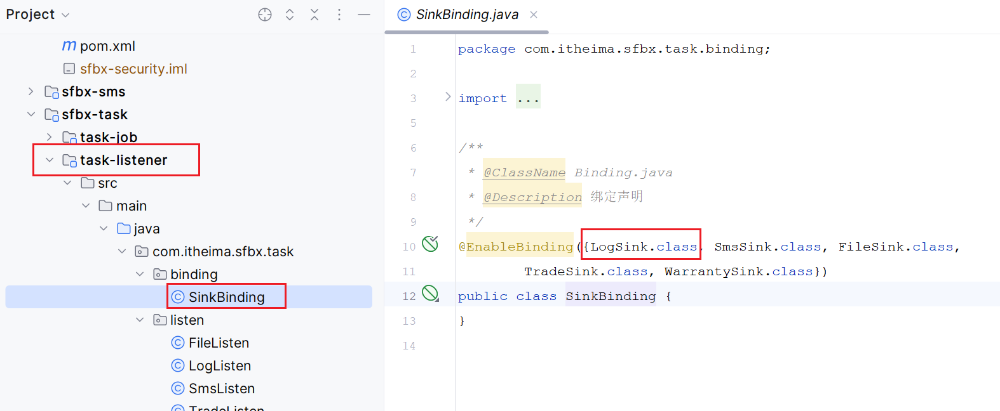 Project
pom.xml
sfbx-security.iml
sfbx-sms
sfbx-task
task-job
task-listener
src
main
java
com.itheima.sfbx.task
binding
SinkBinding
listen
FileListen
LogListen
SmsListen
TradeListen
SinkBinding.java
1 package com.itheima.sfbx.task.binding;
2
3 import ...
5
6 /**
7 * @ClassName Binding.java
8 * @Description 绑定声明
9 */
10 @EnableBinding({LogSink.class, SmsSink.class, FileSink.class,
11 TradeSink.class, WarrantySink.class})
12 public class SinkBinding {
13 }
14